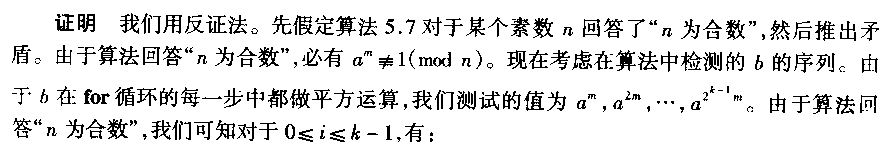 证明 我们用反证法。先假定算法 5.7 对于某个素数 n 回答了“n 为合数”,然后推出矛
盾。由于算法回答“n 为合数”,必有 a^m ≢ 1(mod n)。现在考虑在算法中检测的 b 的序列。由
于 b 在 for 循环的每一步中都做平方运算,我们测试的值为 a^m , a^{2m} , ⋯ , a^{2^{k-1}m}。由于算法回
答“n 为合数”,我们可知对于 0≤i≤k-1,有: